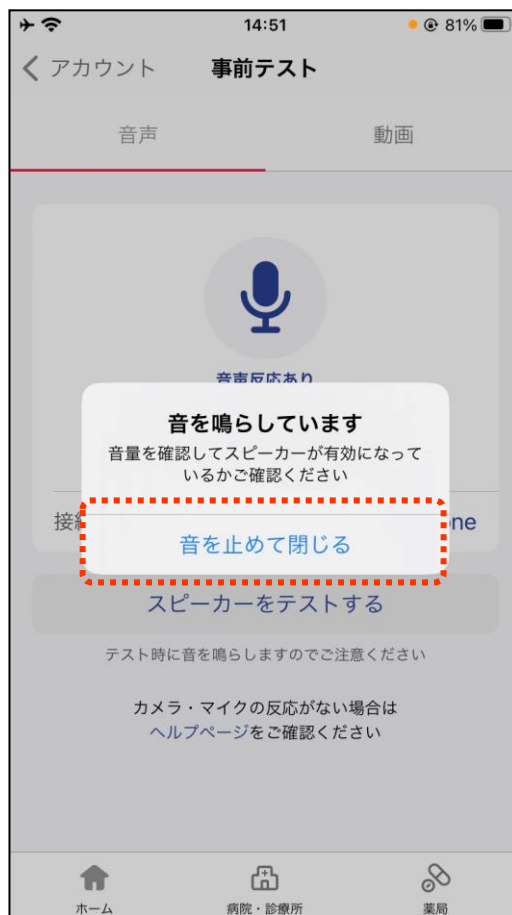 14:51
81%
アカウント
事前テスト
音声
動画
音声反応あり
音を鳴らしています
音量を確認してスピーカーが有効になって
いるかご確認ください
音を止めて閉じる
スピーカーをテストする
テスト時に音を鳴らしますのでご注意ください
カメラ・マイクの反応がない場合は
ヘルプページをご確認ください
ホーム
病院・診療所
薬局